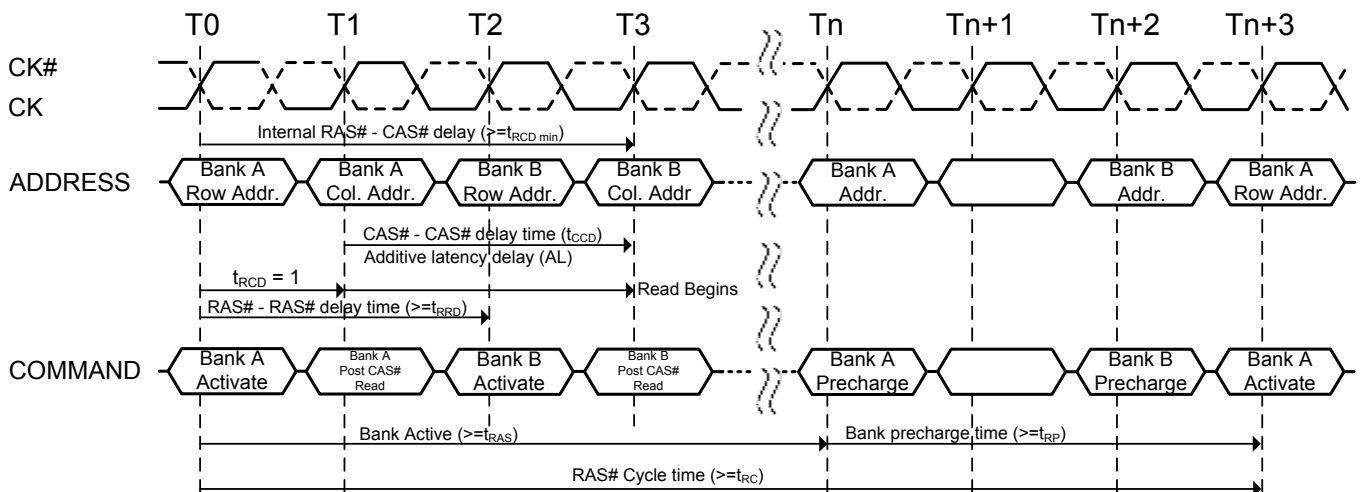 T0 T1 T2 T3 Tn Tn+1 Tn+2 Tn+3
CK#
CK
Internal RAS# - CAS# delay (>=tRCD min)
ADDRESS
Bank A
Row Addr.
Bank A
Col. Addr.
Bank B
Row Addr.
Bank B
Col. Addr
Bank A
Addr.
Bank B
Addr.
Bank A
Row Addr.
CAS# - CAS# delay time (tCCD)
Additive latency delay (AL)
tRCD = 1
Read Begins
RAS# - RAS# delay time (>=tRRD)
COMMAND
Bank A
Activate
Bank A
Post CAS#
Read
Bank B
Activate
Bank B
Post CAS#
Read
Bank A
Precharge
Bank B
Precharge
Bank A
Activate
Bank Active (>=tRAS)
Bank precharge time (>=tRP)
RAS# Cycle time (>=tRC)